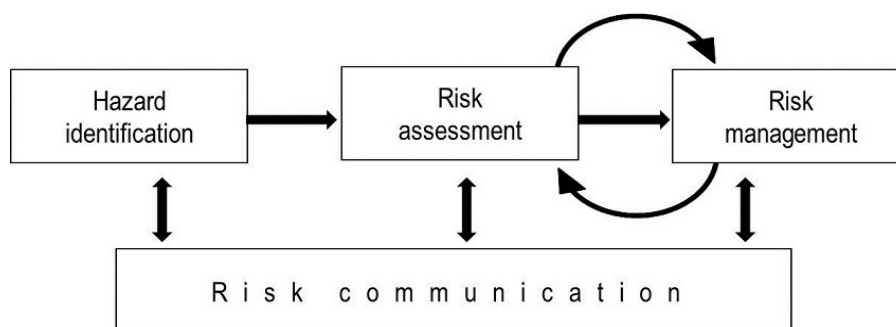 Hazard
identification
Risk
assessment
Risk
management
Risk communication